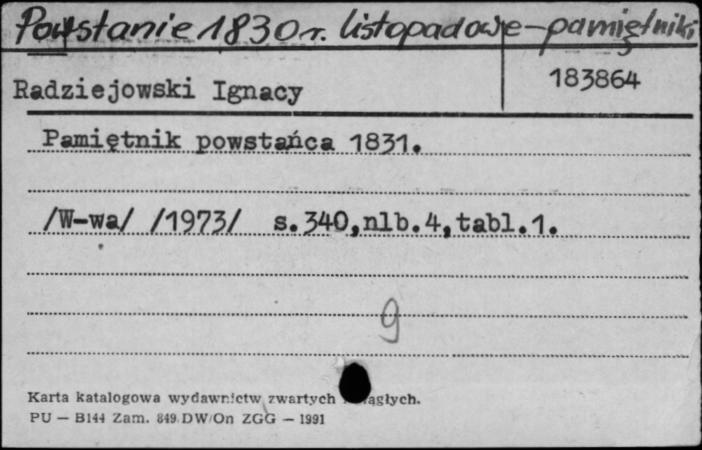 Powstanie 1830 r. listopadowe - pamiętniki
Radziejowski Ignacy
183864
Pamiętnik powstańca 1831.
/W-wa/ /1973/ s.340,nlb.4,tabl.1.
9
Karta katalogowa wydawnictw zwartych ciągłych.
PU — B144 Zam. 849 DW/On ZGG — 1991